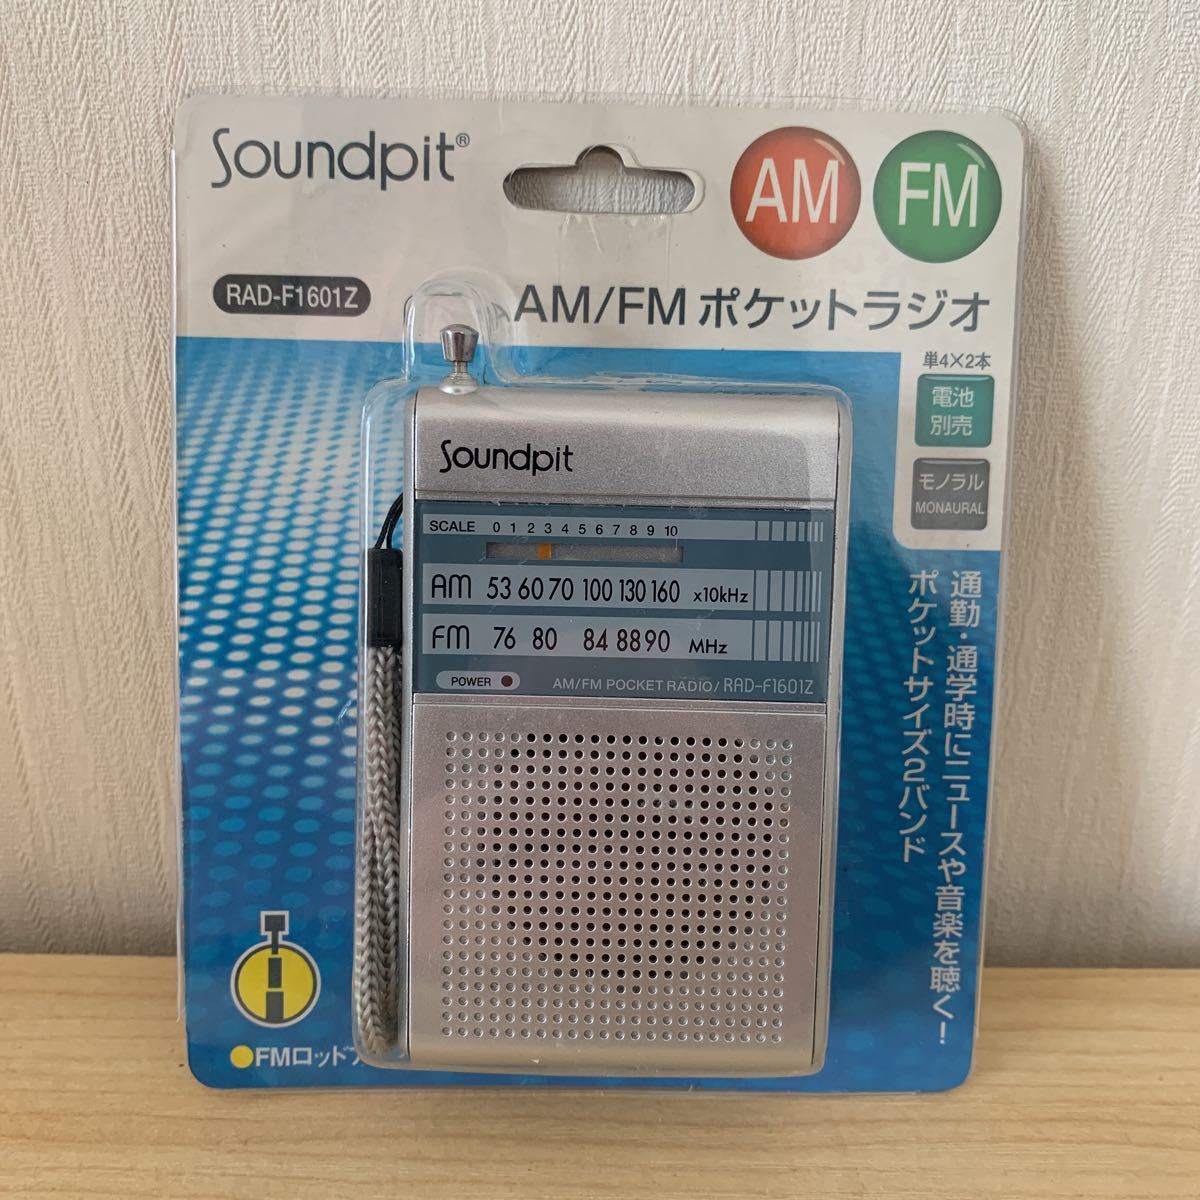 Soundpit®
AM
FM
RAD-F1601Z
AM/FM ポケットラジオ
単4×2本
電池
別売
モノラル
MONAURAL
通勤・通学時にニュースや音楽を聴く!
ポケットサイズ2バンド
Soundpit
SCALE 0 1 2 3 4 5 6 7 8 9 10
AM 53 60 70 100 130 160 x10kHz
FM 76 80 84 88 90 MHz
POWER
AM/FM POCKET RADIO/RAD-F1601Z
●FMロッド